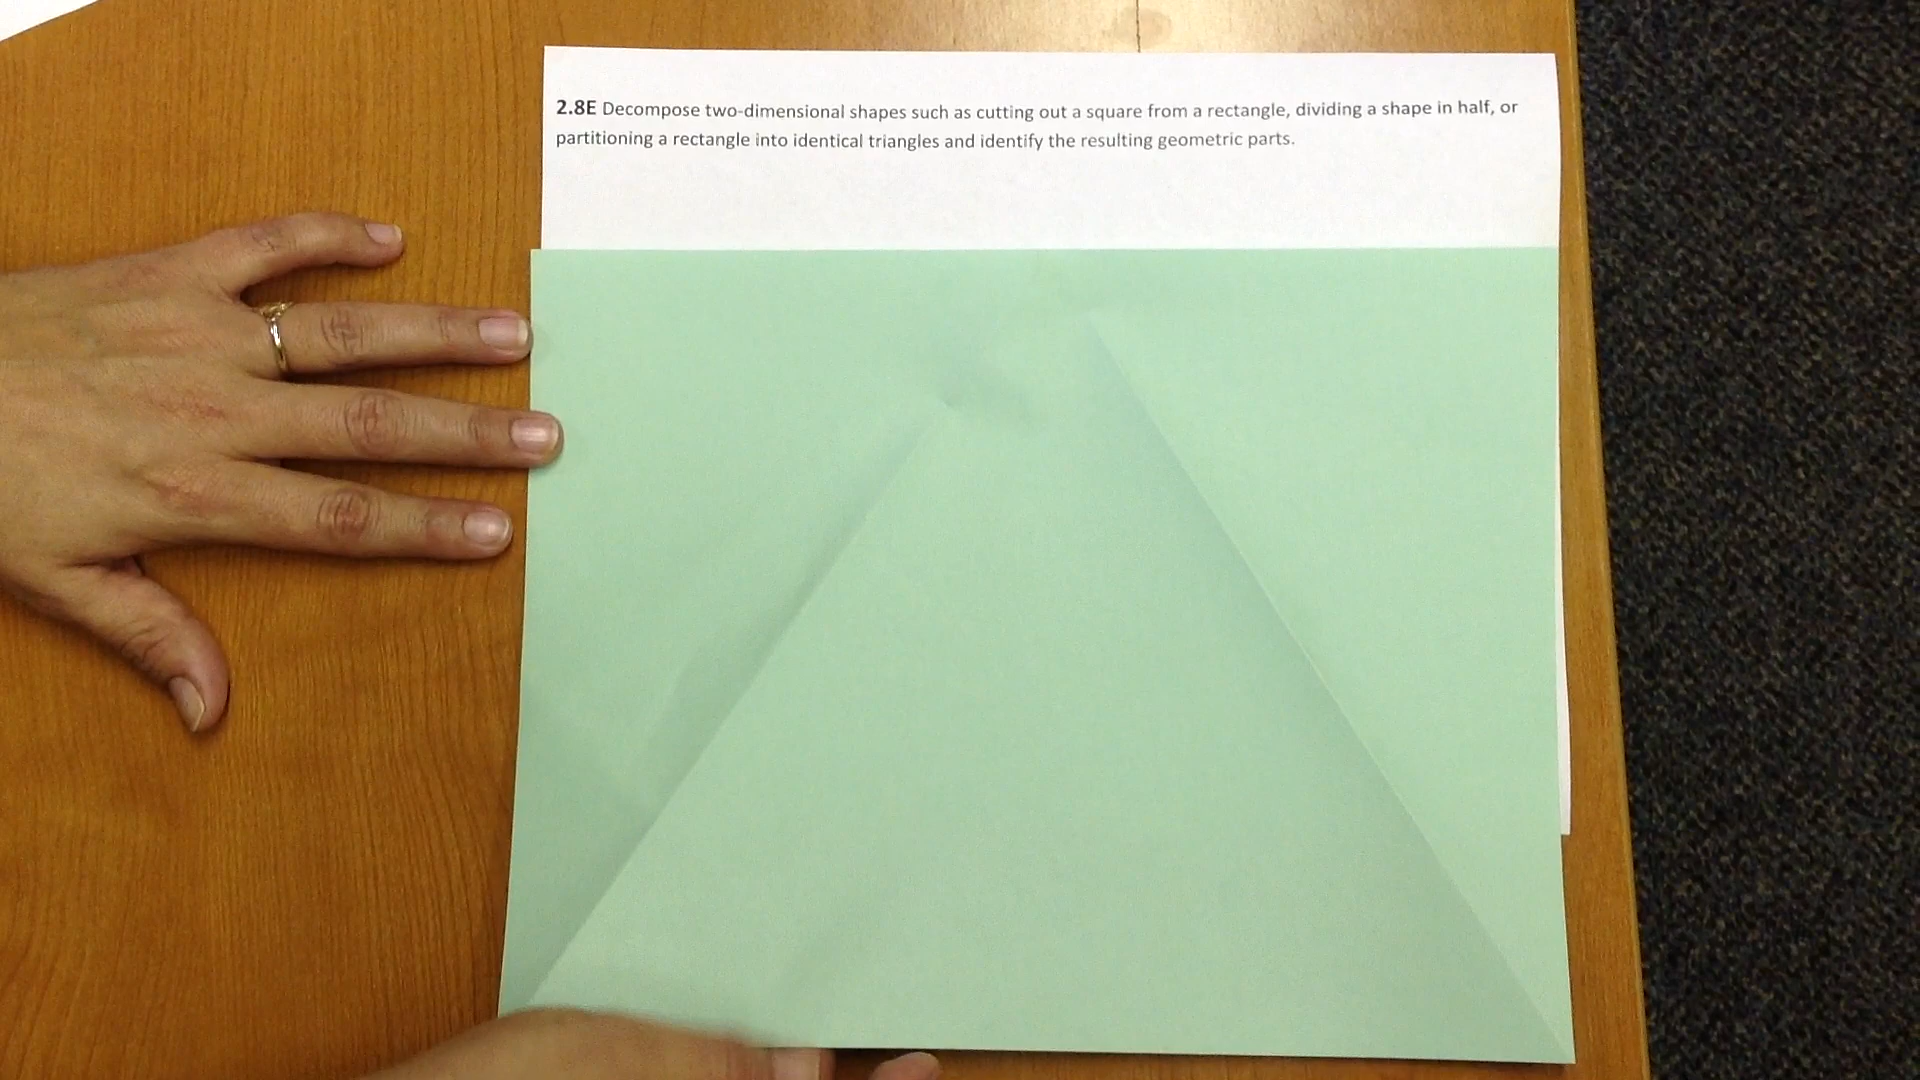 2.8E Decompose two-dimensional shapes such as cutting out a square from a rectangle, dividing a shape in half, or
partitioning a rectangle into identical triangles and identify the resulting geometric parts.